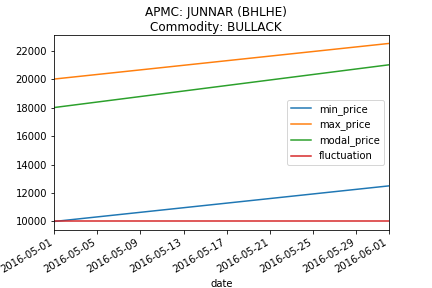 APMC: JUNNAR (BHLHE)
Commodity: BULLACK
22000
20000
18000
16000
14000
12000
10000
min_price
max_price
modal_price
fluctuation
2016-05-01
2016-05-05
2016-05-09
2016-05-13
2016-05-17
2016-05-21
2016-05-25
2016-05-29
2016-06-01
date